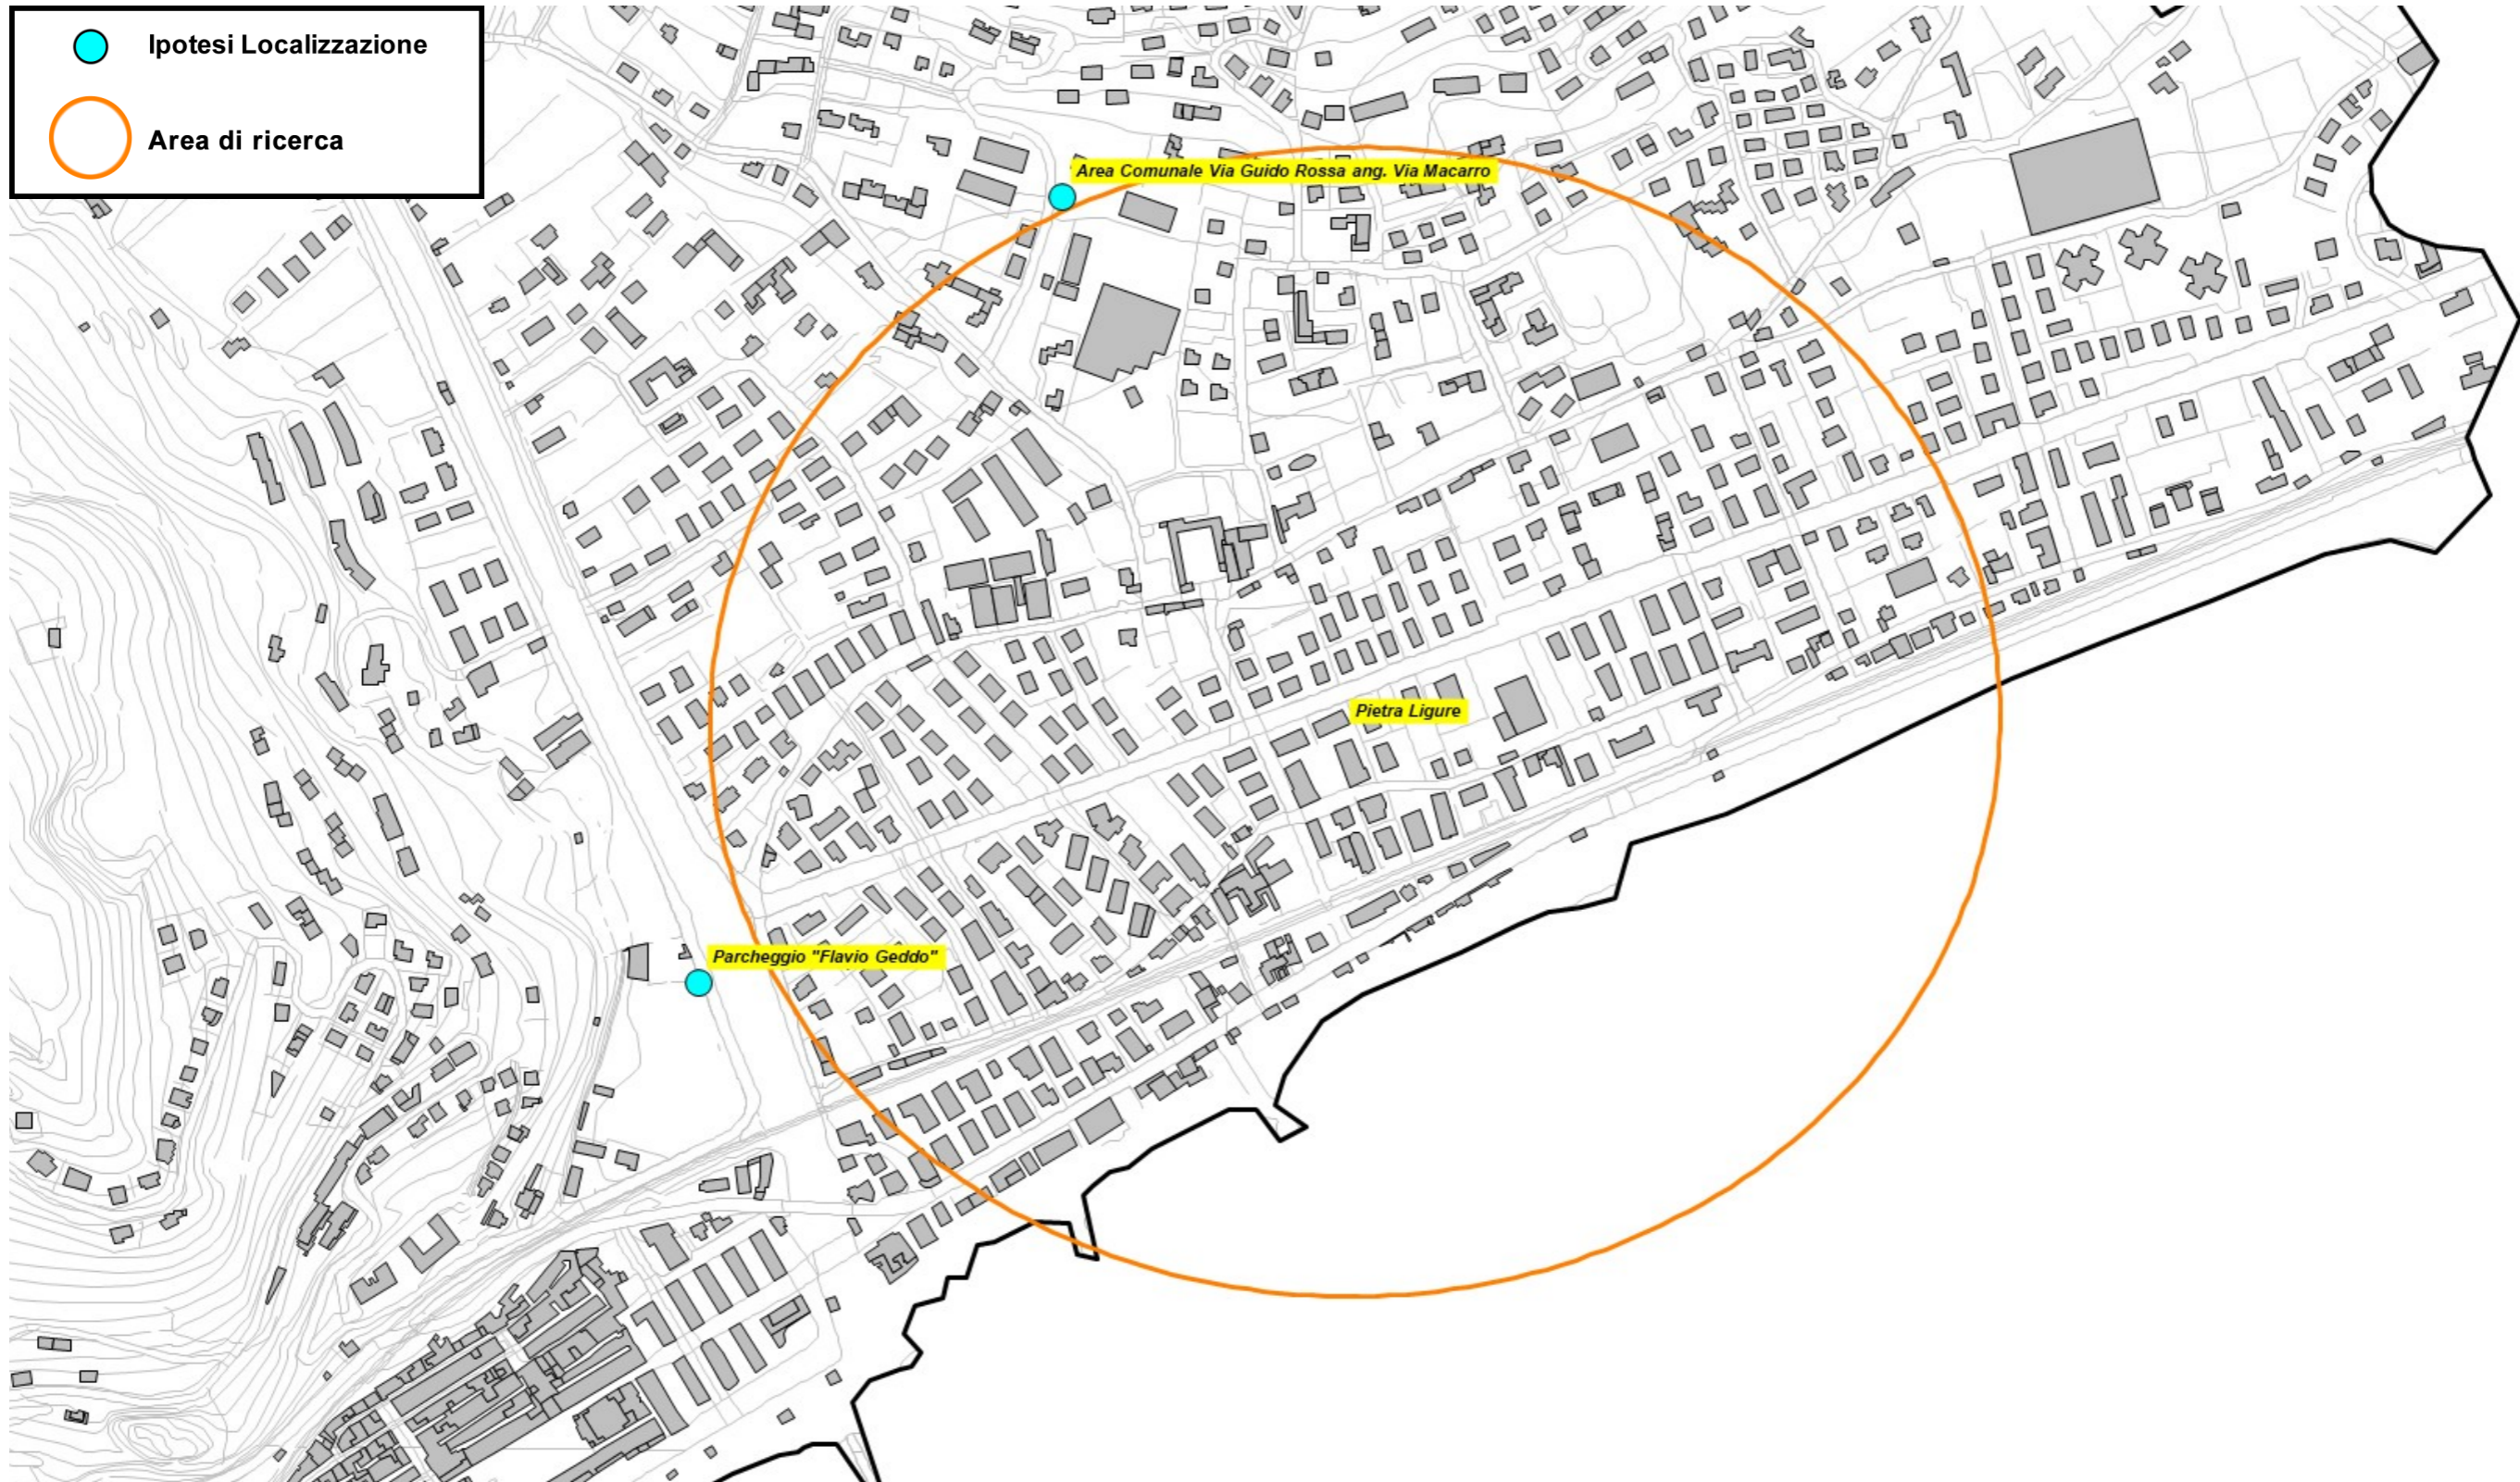 Ipotesi Localizzazione
Area di ricerca
Area Comunale Via Guido Rossa ang. Via Macarro
Pietra Ligure
Parcheggio "Flavio Geddo"